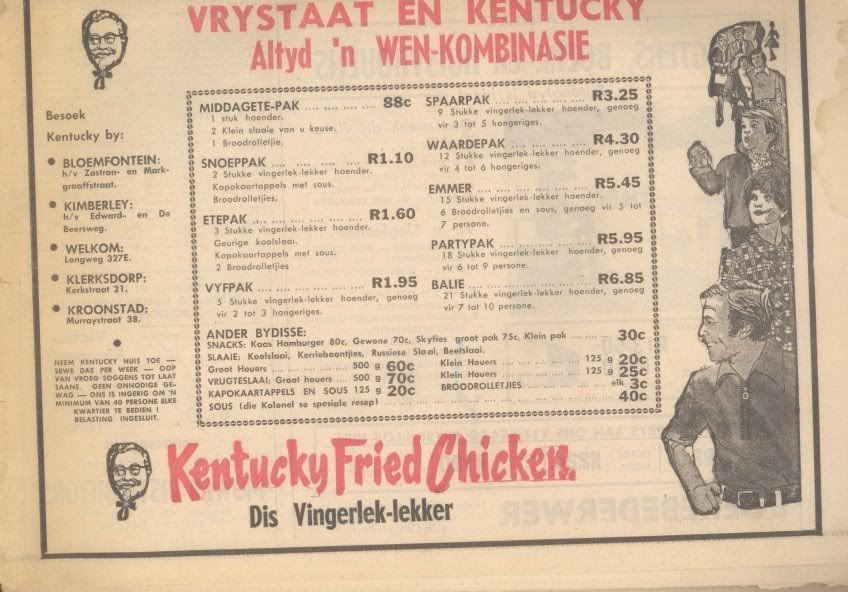 VRYSTAAT EN KENTUCKY
Altyd 'n WEN-KOMBINASIE
Besoek
Kentucky by:
• BLOEMFONTEIN:
h/v Zastron- en Mark-
graaffstraat.
• KIMBERLEY:
h/v Edward- en De
Beersweg.
• WELKOM:
Longweg 327E.
• KLERKSDORP:
Kerkstraat 21.
• KROONSTAD:
Murraystraat 38.
NEEM KENTUCKY HUIS TOE —
SEWE DAE PER WEEK — OOP
VAN VROEG SOGGENS TOT LAAT
SAANS. GEEN ONNODIGE GE-
WAG — ONS IS INGERIG OM 'N
MINIMUM VAN 40 PERSONE ELKE
KWARTIER TE BEDIEN !
BELASTING INGESLUIT.
MIDDAGETE-PAK .... .... .... 88c
1 stuk hoender.
2 Klein slaaie van u keuse.
1 Broodrolletjie.
SNOEPPAK .... .... .... .... R1.10
2 Stukke vingerlek-lekker hoender.
Kapokaartappels met sous.
Broodrolletjies.
ETEPAK .... .... .... .... .... R1.60
3 Stukke vingerlek-lekker hoender.
Geurige koolslaai.
Kapokaartappels met sous.
2 Broodrolletjies
VYFPAK .... .... .... .... .... R1.95
5 Stukke vingerlek-lekker hoender, genoeg
vir 2 tot 3 hongeriges.
SPAARPAK .... .... .... .... R3.25
9 Stukke vingerlek-lekker hoender, genoeg
vir 3 tot 5 hongeriges.
WAARDEPAK .... .... .... R4.30
12 Stukke vingerlek-lekker hoender, genoeg
vir 4 tot 6 hongeriges.
EMMER .... .... .... .... .... R5.45
15 Stukke vingerlek-lekker hoender,
6 Broodrolletjies en sous, genoeg vir 5 tot
7 persone.
PARTYPAK .... .... .... .... R5.95
18 Stukke vingerlek-lekker hoender, genoeg
vir 6 tot 9 persone.
BALIE .... .... .... .... .... R6.85
21 Stukke vingerlek-lekker hoender, genoeg
vir 7 tot 10 persone.
ANDER BYDISSE:
SNACKS: Kaas Hamburger 80c, Gewone 70c, Skyfies groot pak 75c, Klein pak .... .... 30c
SLAAIE: Koolslaai, Kerrieboontjies, Russiese Slaai, Beetslaai.
Groot Houers .... .... .... 500 g 60c Klein Houers .... .... .... 125 g 20c
VRUGTESLAAI: Groot houers .... 500 g 70c Klein Houers .... .... .... 125 g 25c
KAPOKAARTAPPELS EN SOUS 125 g 20c BROODROLLETJIES .... .... elk 3c
SOUS (die Kolonel se spesiale resep) .... .... .... .... .... 40c
Kentucky Fried Chicken.
Dis Vingerlek-lekker